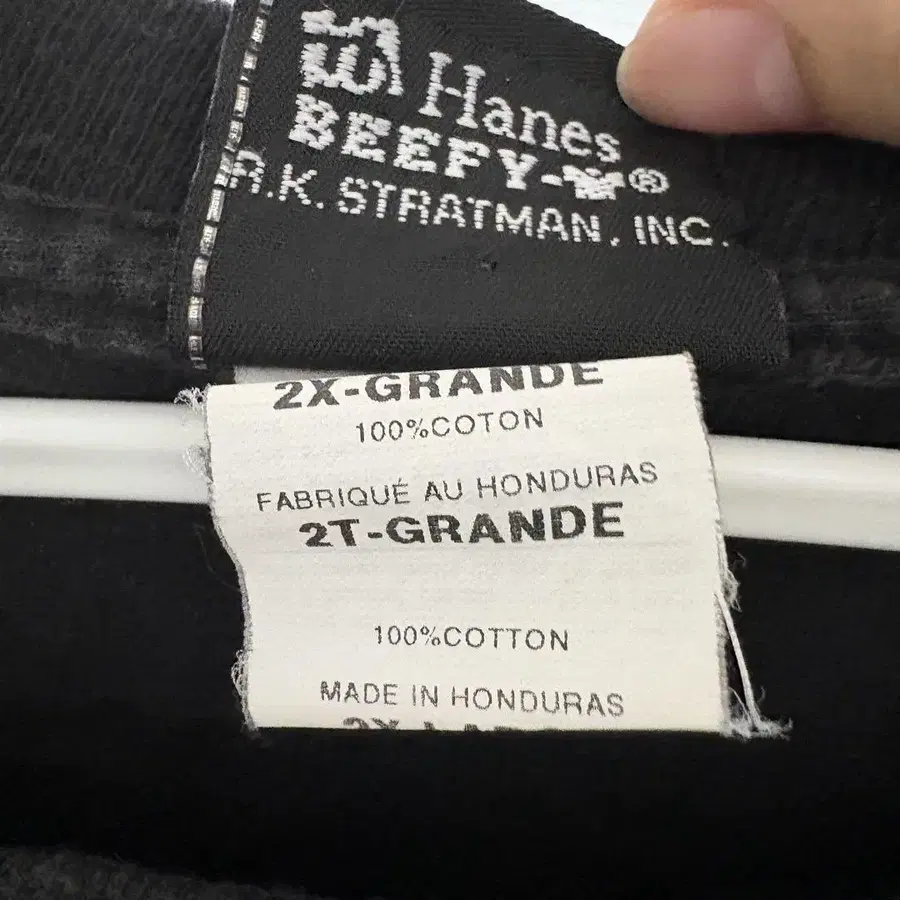 Hanes
BEEFY-T®
R.K. STRATMAN, INC.
2X-GRANDE
100%COTON
FABRIQUÉ AU HONDURAS
2T-GRANDE
100%COTTON
MADE IN HONDURAS